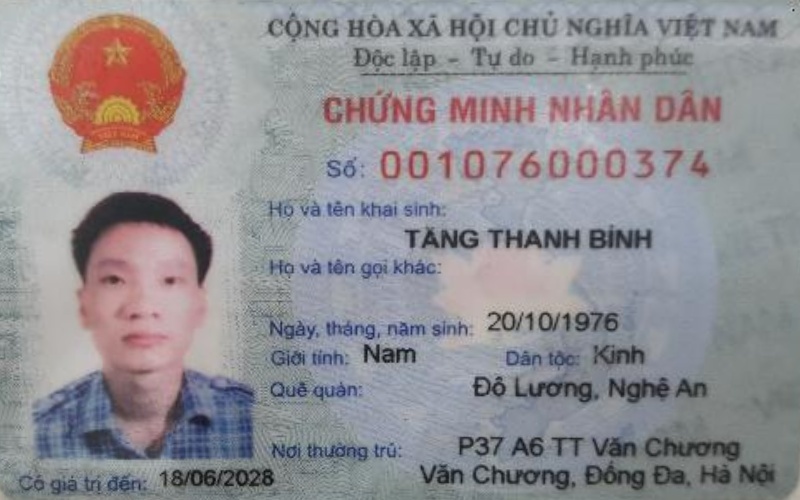 CỘNG HÒA XÃ HỘI CHỦ NGHĨA VIỆT NAM
Độc lập - Tự do - Hạnh phúc
CHỨNG MINH NHÂN DÂN
Số: 001076000374
Họ và tên khai sinh:
TĂNG THANH BÌNH
Họ và tên gọi khác:
Ngày, tháng, năm sinh: 20/10/1976
Giới tính: Nam Dân tộc: Kinh
Quê quán: Đô Lương, Nghệ An
Nơi thường trú: P37 A6 TT Văn Chương
Văn Chương, Đống Đa, Hà Nội
Có giá trị đến: 18/06/2028